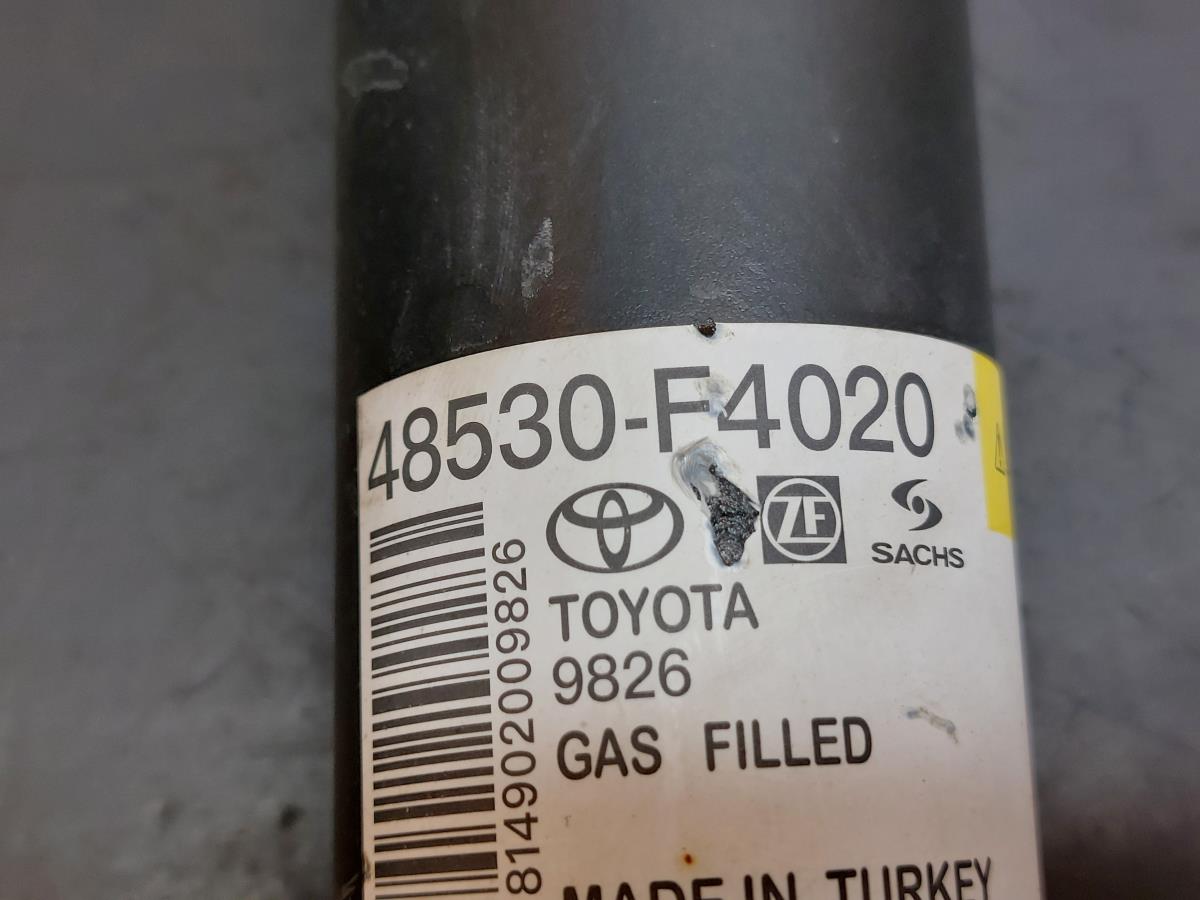 48530-F4020
ZF
SACHS
TOYOTA
9826
GAS FILLED
MADE IN TURKEY
8149020009826